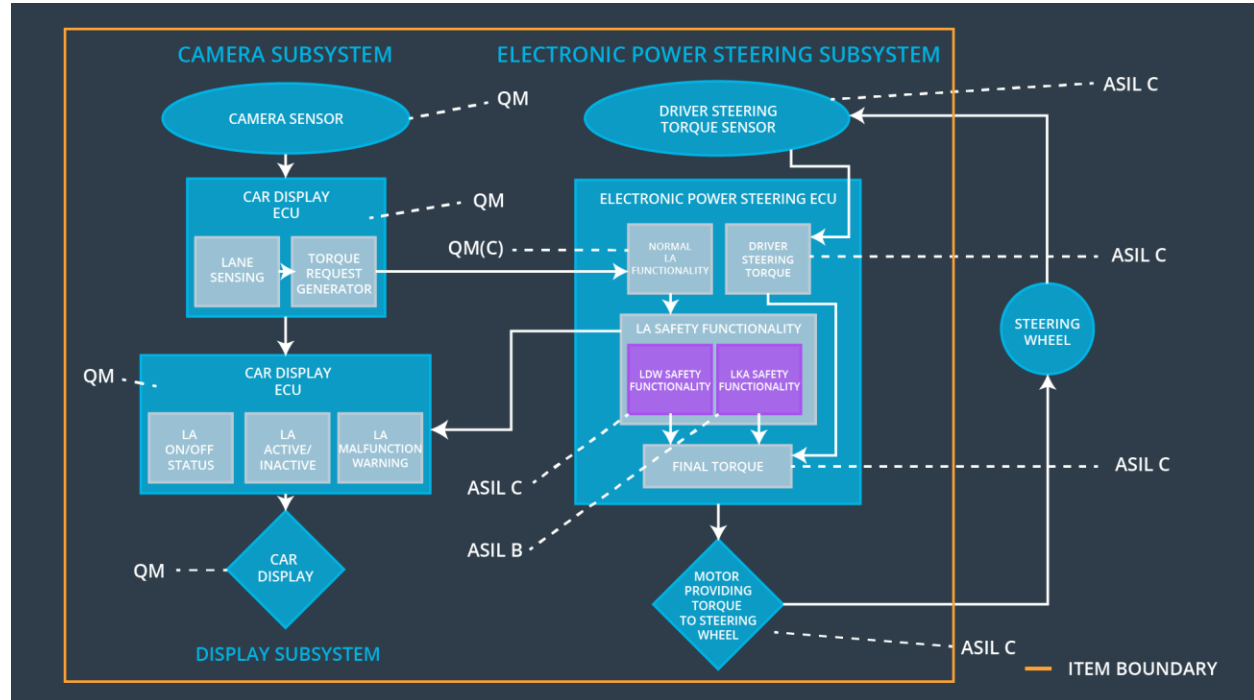 CAMERA SUBSYSTEM
ELECTRONIC POWER STEERING SUBSYSTEM
CAMERA SENSOR
QM
DRIVER STEERING
TORQUE SENSOR
ASIL C
CAR DISPLAY
ECU
QM
LANE
SENSING
TORQUE
REQUEST
GENERATOR
QM(C)
ELECTRONIC POWER STEERING ECU
NORMAL
LA
FUNCTIONALITY
DRIVER
STEERING
TORQUE
ASIL C
LA SAFETY FUNCTIONALITY
LDW SAFETY
FUNCTIONALITY
LKA SAFETY
FUNCTIONALITY
STEERING
WHEEL
QM
CAR DISPLAY
ECU
LA
ON/OFF
STATUS
LA
ACTIVE/
INACTIVE
LA
MALFUNCTION
WARNING
FINAL TORQUE
ASIL C
ASIL C
ASIL B
QM
CAR
DISPLAY
MOTOR
PROVIDING
TORQUE
TO STEERING
WHEEL
ASIL C
DISPLAY SUBSYSTEM
ITEM BOUNDARY